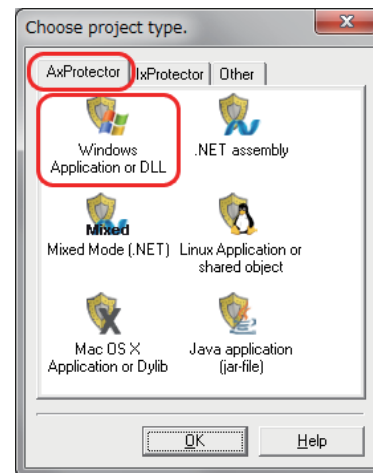 Choose project type.
AxProtector IxProtector Other
Windows
Application or DLL
.NET assembly
Mixed
Mixed Mode (.NET)
Linux Application or
shared object
Mac OS X
Application or Dylib
Java application
(jar-file)
OK Help